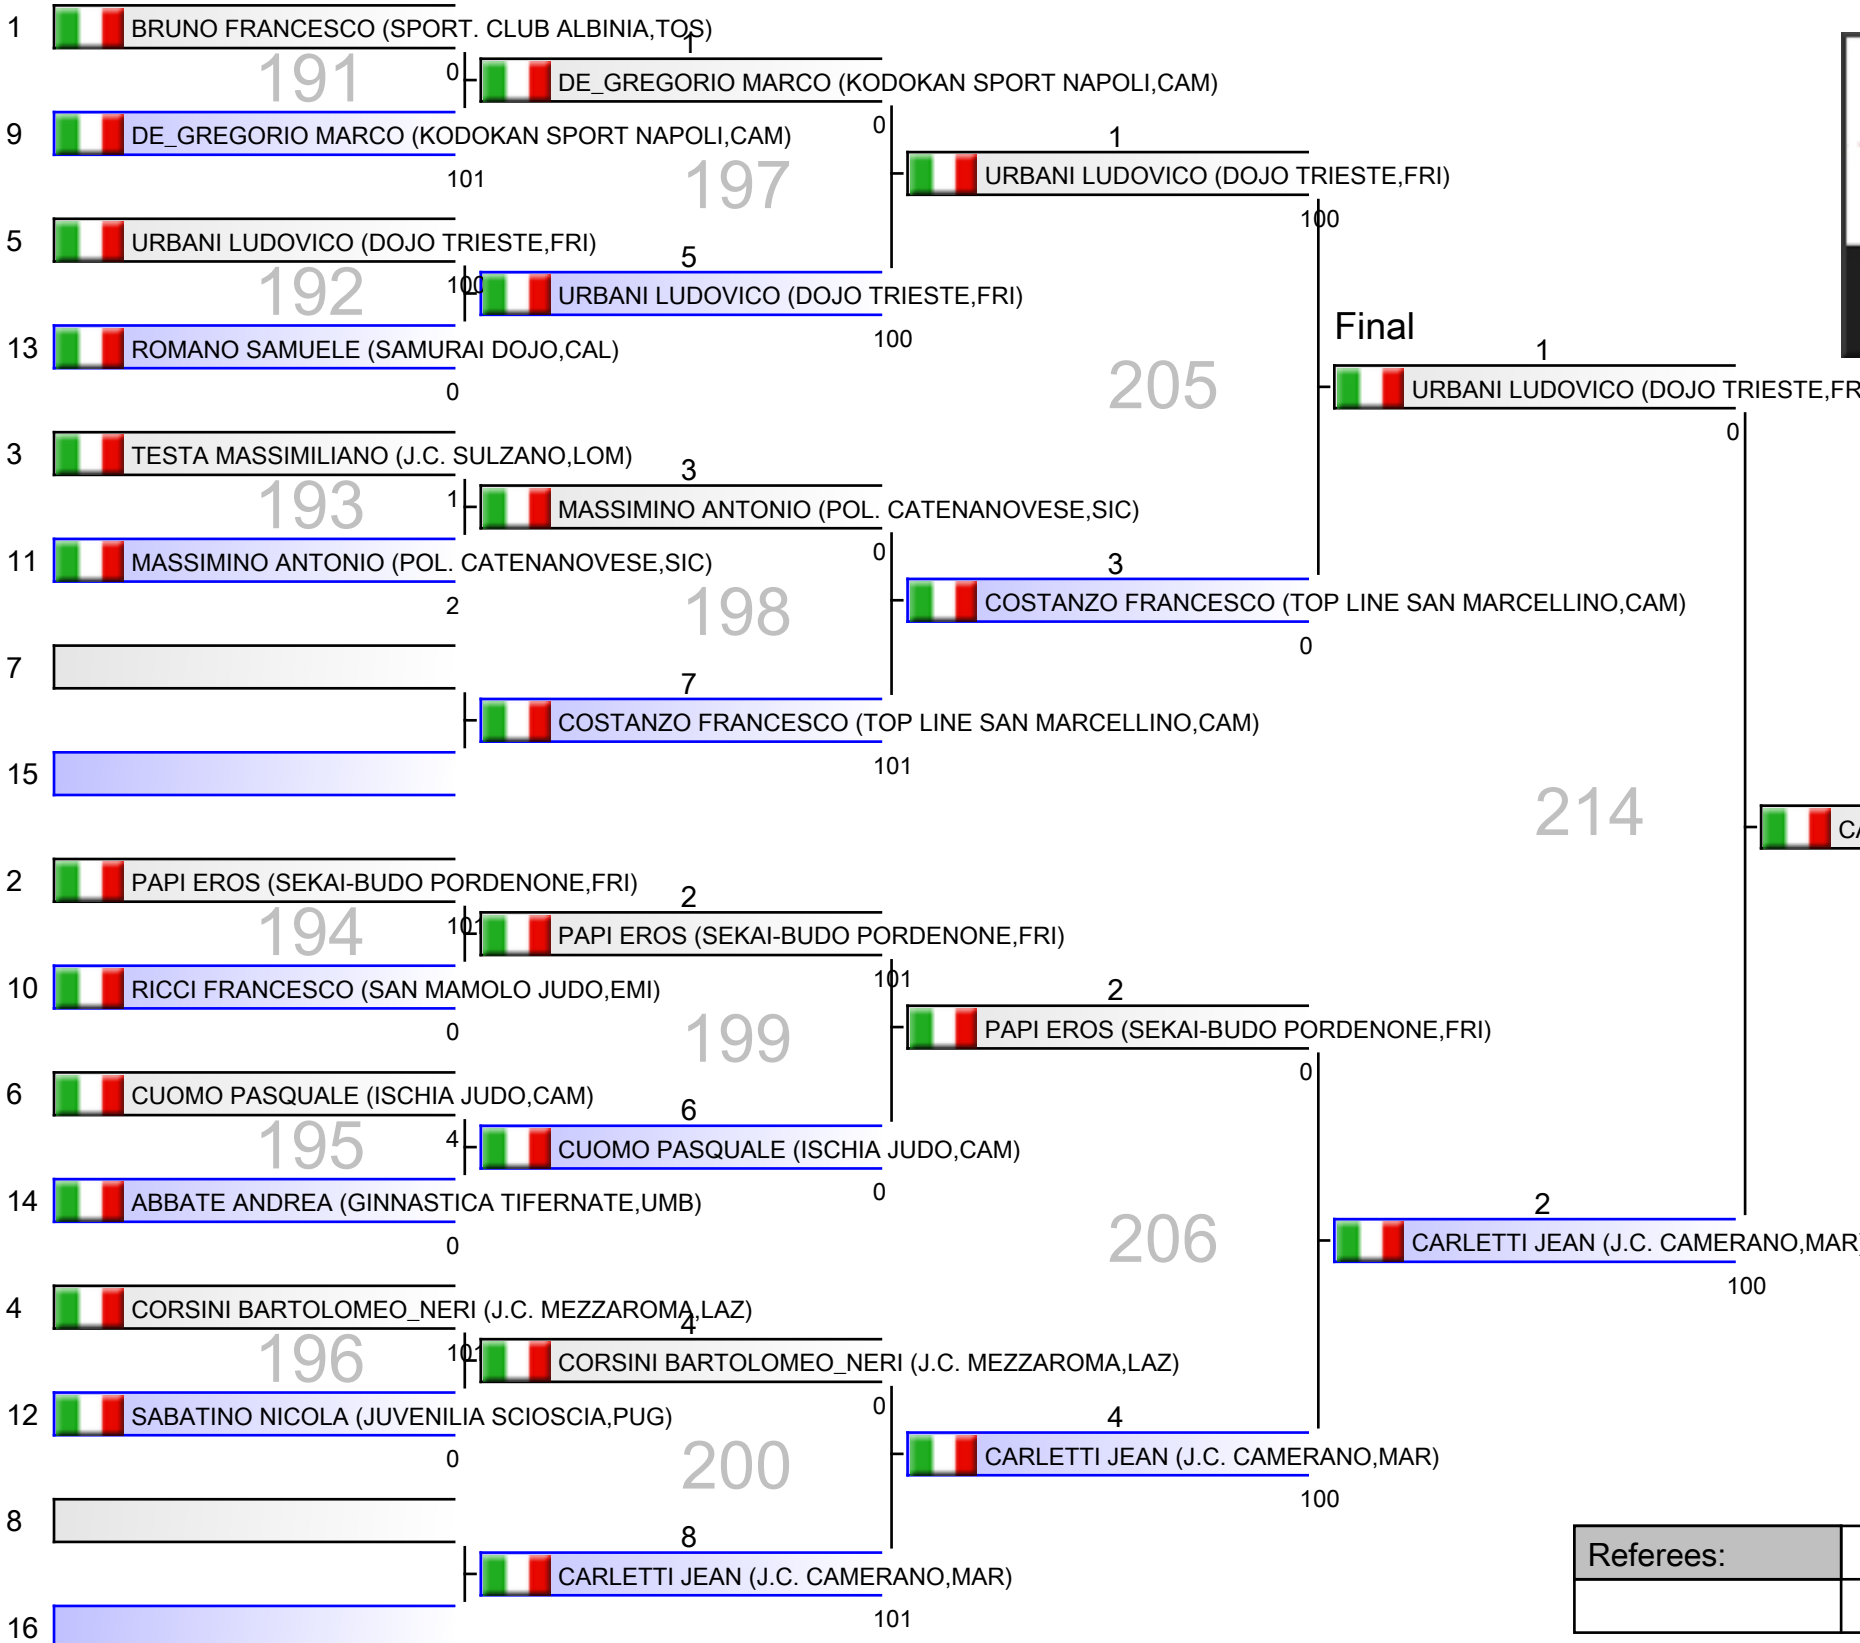 1 BRUNO FRANCESCO (SPORT. CLUB ALBINIA,TOS)
1
191 0 DE_GREGORIO MARCO (KODOKAN SPORT NAPOLI,CAM)
9 DE_GREGORIO MARCO (KODOKAN SPORT NAPOLI,CAM) 0 1
101 197 URBANI LUDOVICO (DOJO TRIESTE,FRI)
100
5 URBANI LUDOVICO (DOJO TRIESTE,FRI)
5
192 100 URBANI LUDOVICO (DOJO TRIESTE,FRI)
Final
100
13 ROMANO SAMUELE (SAMURAI DOJO,CAL) 1
0 205 URBANI LUDOVICO (DOJO TRIESTE,FR
0
3 TESTA MASSIMILIANO (J.C. SULZANO,LOM)
3
193 1 MASSIMINO ANTONIO (POL. CATENANOVESE,SIC)
11 MASSIMINO ANTONIO (POL. CATENANOVESE,SIC) 0 3
2 198 COSTANZO FRANCESCO (TOP LINE SAN MARCELLINO,CAM)
0
7
7
COSTANZO FRANCESCO (TOP LINE SAN MARCELLINO,CAM)
15 101
214
CA
2 PAPI EROS (SEKAI-BUDO PORDENONE,FRI)
2
194 101 PAPI EROS (SEKAI-BUDO PORDENONE,FRI)
10 RICCI FRANCESCO (SAN MAMOLO JUDO,EMI) 101 2
0 199 PAPI EROS (SEKAI-BUDO PORDENONE,FRI)
0
6 CUOMO PASQUALE (ISCHIA JUDO,CAM)
6
195 4 CUOMO PASQUALE (ISCHIA JUDO,CAM)
0
14 ABBATE ANDREA (GINNASTICA TIFERNATE,UMB) 2
0 206 CARLETTI JEAN (J.C. CAMERANO,MAR)
100
4 CORSINI BARTOLOMEO_NERI (J.C. MEZZAROMA,LAZ)
4
196 101 CORSINI BARTOLOMEO_NERI (J.C. MEZZAROMA,LAZ)
12 SABATINO NICOLA (JUVENILIA SCIOSCIA,PUG) 0 4
0 200 CARLETTI JEAN (J.C. CAMERANO,MAR)
100
8
8
CARLETTI JEAN (J.C. CAMERANO,MAR)
16 101
Referees: